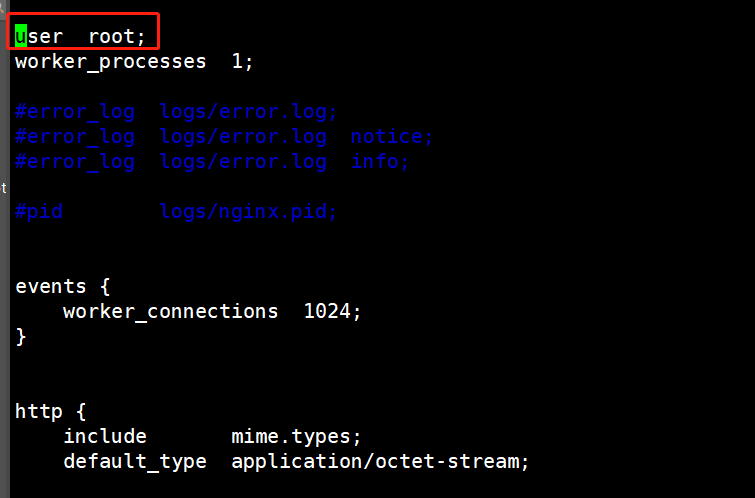 user  root;
worker_processes  1;
#error_log  logs/error.log;
#error_log  logs/error.log  notice;
#error_log  logs/error.log  info;
#pid        logs/nginx.pid;
events {
    worker_connections  1024;
}
http {
    include       mime.types;
    default_type  application/octet-stream;